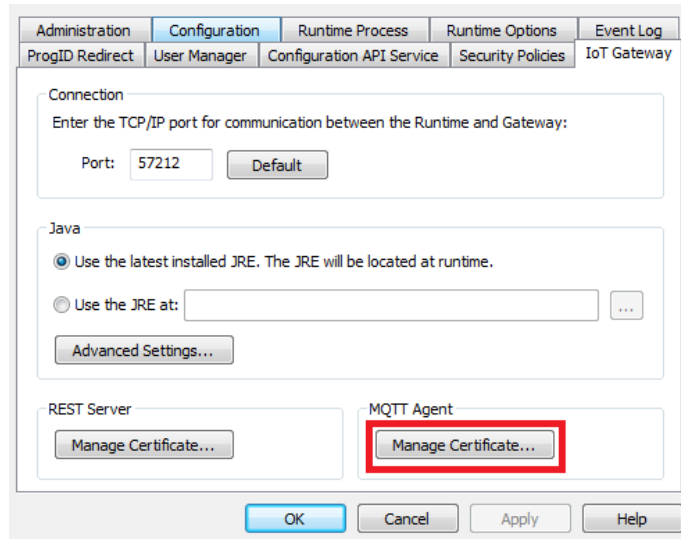 Administration Configuration Runtime Process Runtime Options Event Log
ProgID Redirect User Manager Configuration API Service Security Policies IoT Gateway
Connection
Enter the TCP/IP port for communication between the Runtime and Gateway:
Port: 57212 Default
Java
Use the latest installed JRE. The JRE will be located at runtime.
Use the JRE at: ...
Advanced Settings...
REST Server MQTT Agent
Manage Certificate... Manage Certificate...
OK Cancel Apply Help